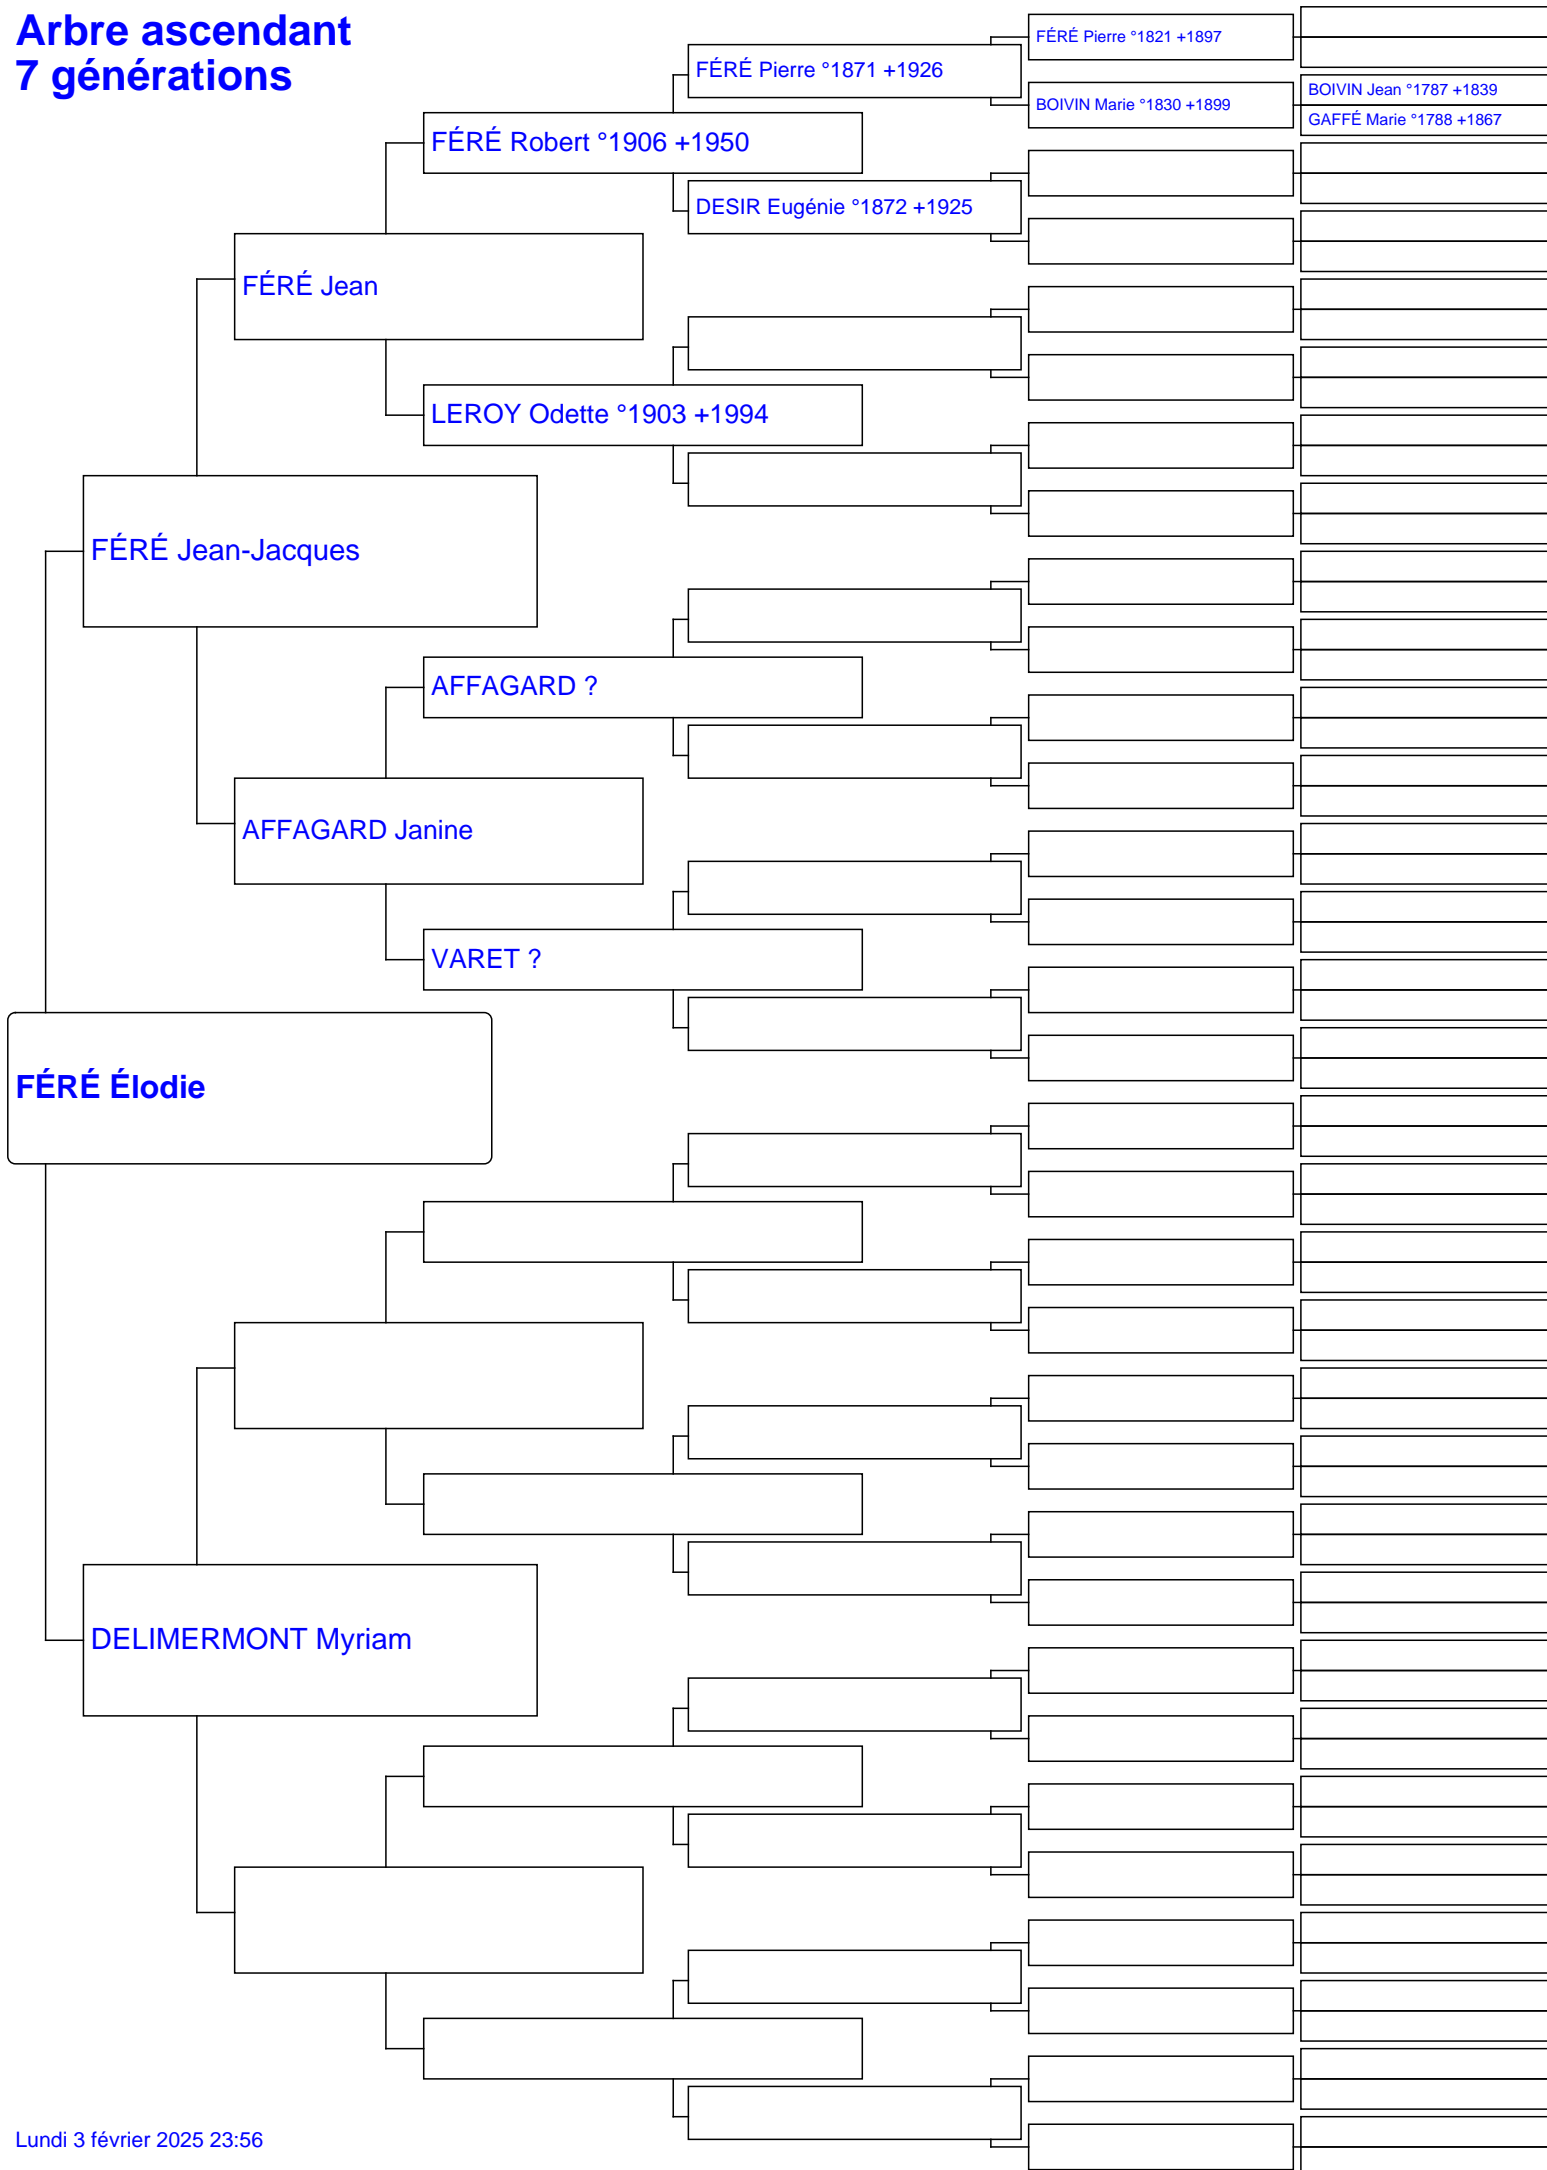 Arbre ascendant
7 générations
FÉRÉ Pierre °1821 +1897
FÉRÉ Pierre °1871 +1926
BOIVIN Jean °1787 +1839
BOIVIN Marie °1830 +1899
GAFFÉ Marie °1788 +1867
FÉRÉ Robert °1906 +1950
DESIR Eugénie °1872 +1925
FÉRÉ Jean
LEROY Odette °1903 +1994
FÉRÉ Jean-Jacques
AFFAGARD ?
AFFAGARD Janine
VARET ?
FÉRÉ Élodie
DELIMERMONT Myriam
Lundi 3 février 2025 23:56